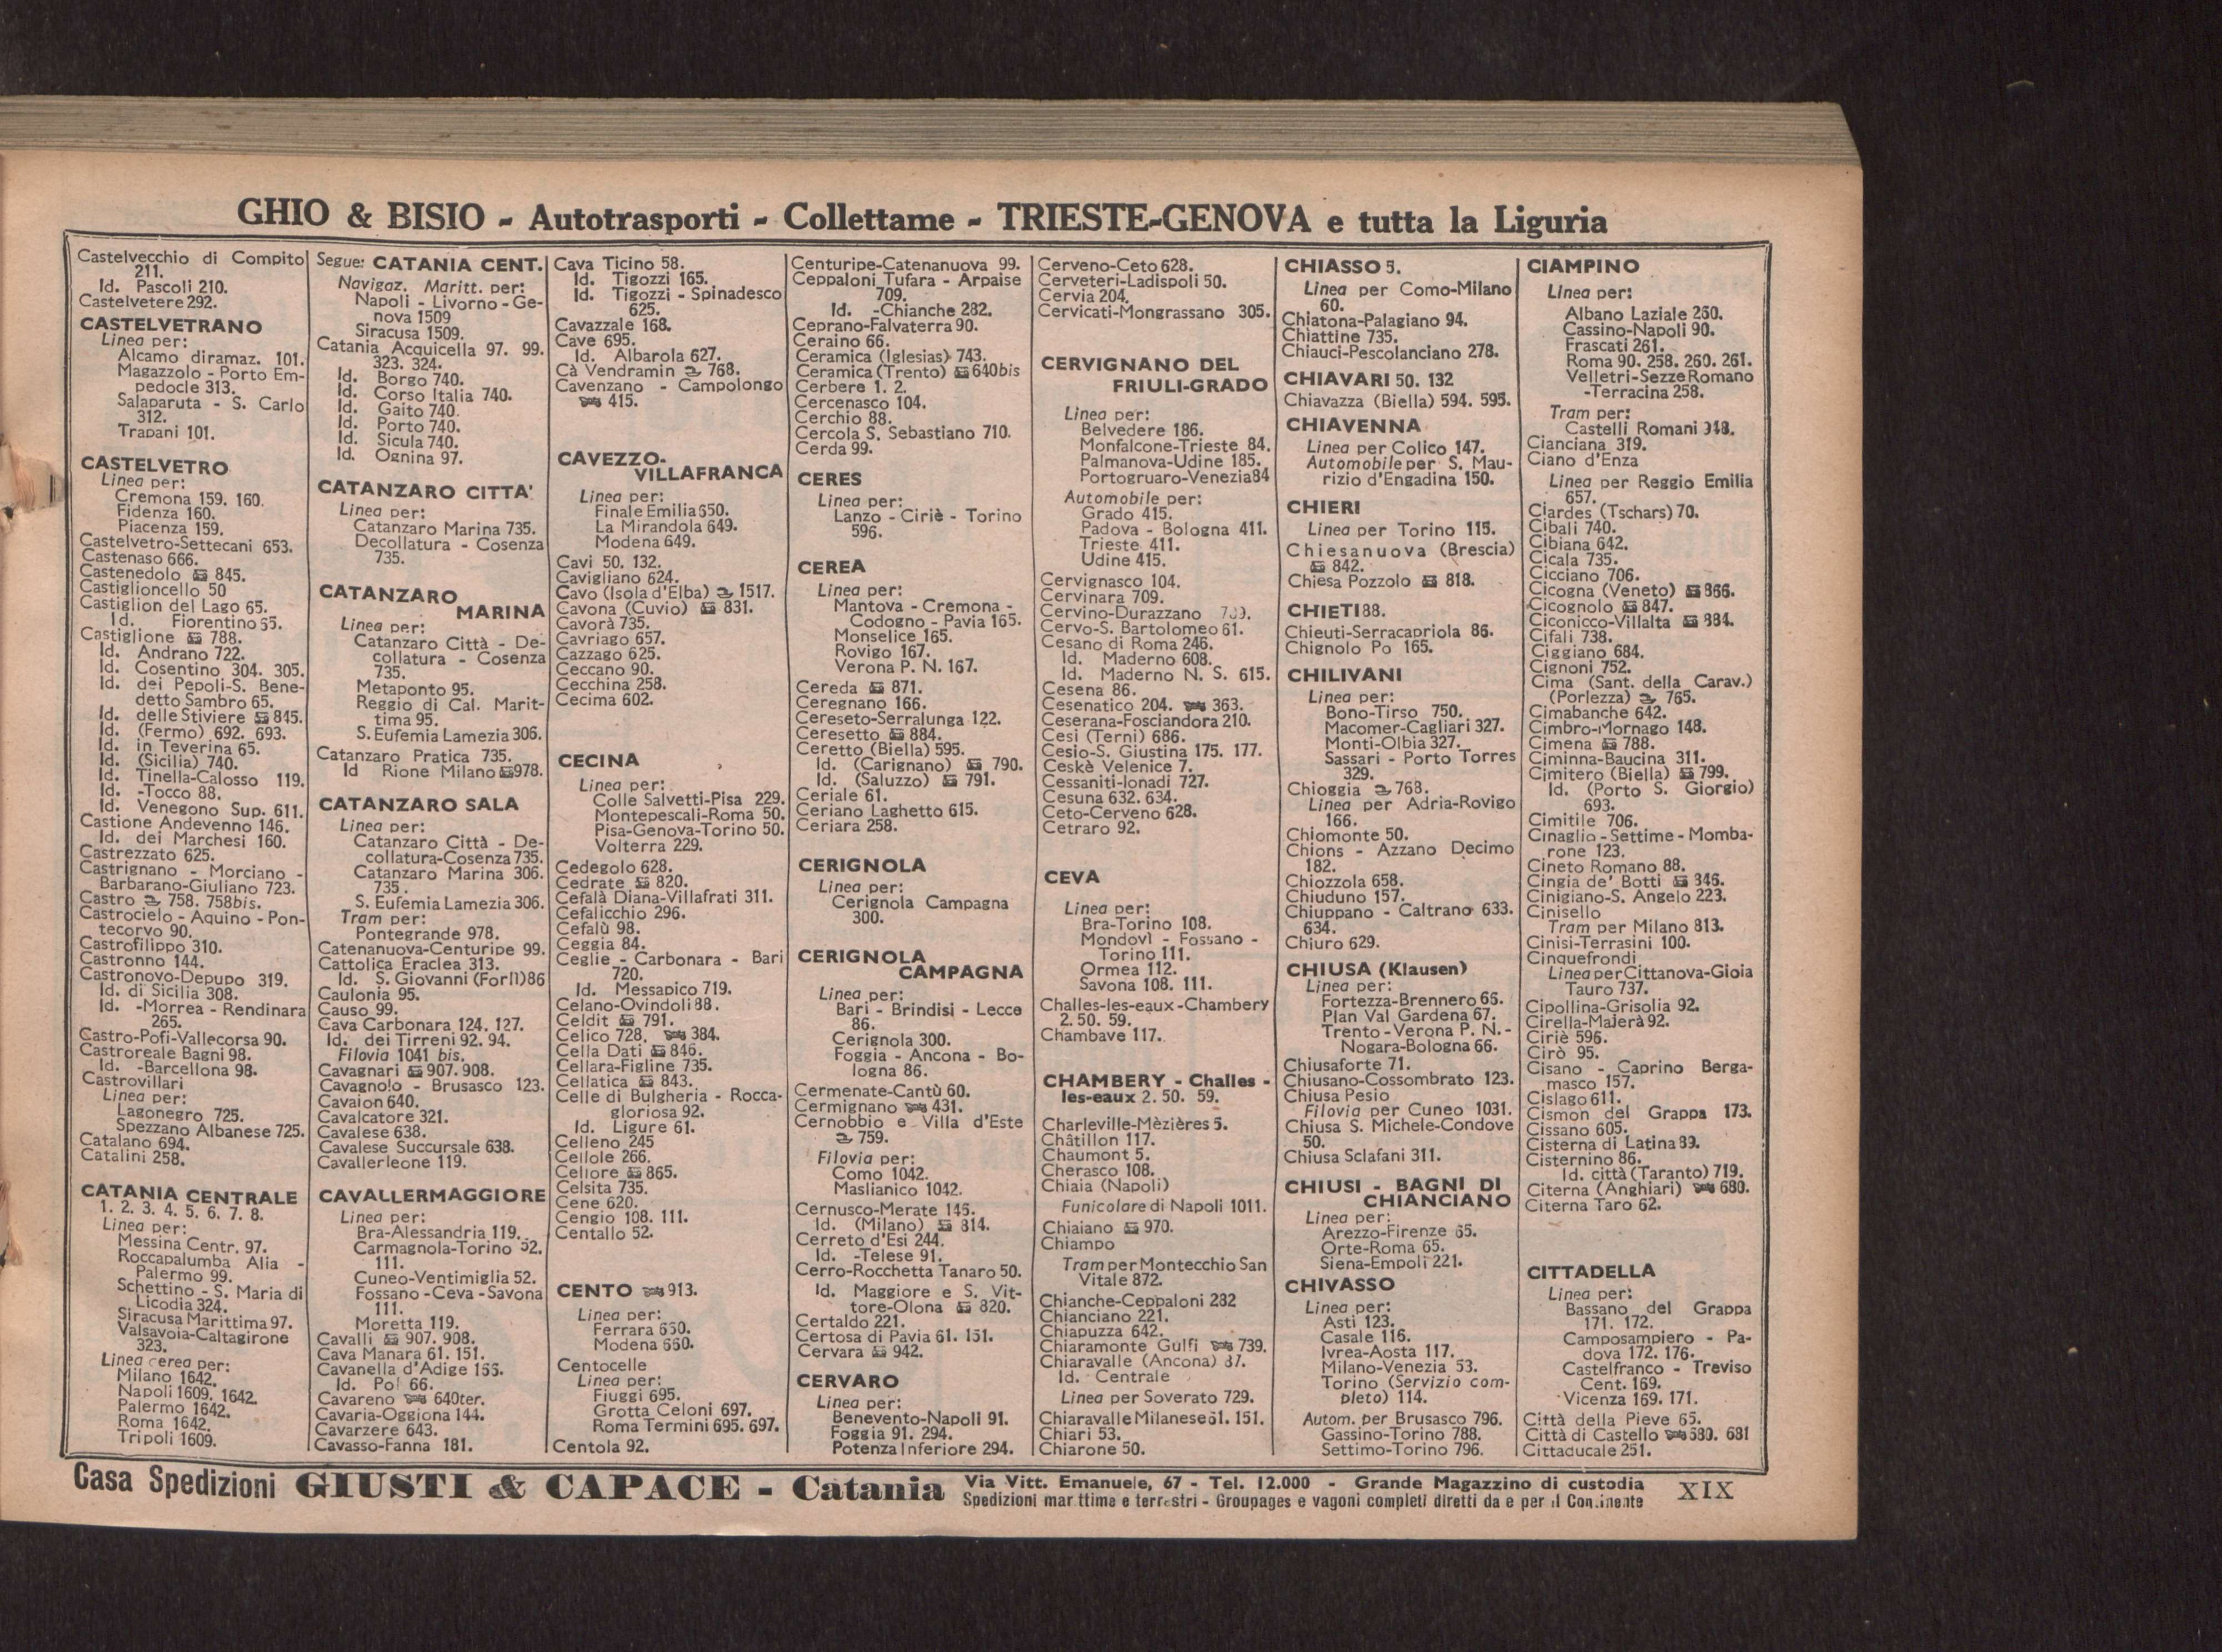 GHIO & BISIO - Autotrasporti - Collettame - TRIESTE-GENOVA e tutta la Liguria
Castelvecchio di Compito
211.
Id. Pascoli 210.
Castelvetere 292.
CASTELVETRANO
Linea per:
Alcamo diramaz. 101.
Magazzolo - Porto Em-
pedocle 313.
Salaparuta - S. Carlo
312.
Trapani 101.
CASTELVETRO
Linea per:
Cremona 159. 160.
Fidenza 160.
Piacenza 159.
Castelvetro-Settecani 653.
Castenaso 666.
Castenedolo 845.
Castiglioncello 50
Castiglion del Lago 65.
Id. Fiorentino 65.
Castiglione 788.
Id. Andrano 722.
Id. Cosentino 304. 305.
Id. dei Pepoli-S. Bene-
detto Sambro 65.
Id. delle Stiviere 845.
Id. (Fermo) 692. 693.
Id. in Teverina 65.
Id. (Sicilia) 740.
Id. Tinella-Calosso 119.
Id. -Tocco 88.
Id. Venegono Sup. 611.
Castione Andevenno 146.
Id. dei Marchesi 160.
Castrezzato 625.
Castrignano - Morciano -
Barbarano-Giuliano 723.
Castro 758. 758bis.
Castrocielo - Aquino - Pon-
tecorvo 90.
Castrofilippo 310.
Castronno 144.
Castronovo-Depupo 319.
Id. di Sicilia 308.
Id. -Morrea - Rendinara
265.
Castro-Pofi-Vallecorsa 90.
Castroreale Bagni 98.
Id. -Barcellona 98.
Castrovillari
Linea per:
Lagonegro 725.
Spezzano Albanese 725.
Catalano 694.
Catalini 258.
CATANIA CENTRALE
1. 2. 3. 4. 5. 6. 7. 8.
Linea per:
Messina Centr. 97.
Roccapalumba Alia -
Palermo 99.
Schettino - S. Maria di
Licodia 324.
Siracusa Marittima 97.
Valsavoia-Caltagirone
323.
Linea aerea per:
Milano 1642.
Napoli 1609. 1642.
Palermo 1642.
Roma 1642.
Tripoli 1609.
Segue: CATANIA CENT.
Navigaz. Maritt. per:
Napoli - Livorno - Ge-
nova 1509
Siracusa 1509.
Catania Acquicella 97. 99.
323. 324.
Id. Borgo 740.
Id. Corso Italia 740.
Id. Gaito 740.
Id. Porto 740.
Id. Sicula 740.
Id. Ognina 97.
CATANZARO CITTA'
Linea per:
Catanzaro Marina 735.
Decollatura - Cosenza
735.
CATANZARO
MARINA
Linea per:
Catanzaro Città - De-
collatura - Cosenza
735.
Metaponto 95.
Reggio di Cal. Marit-
tima 95.
S. Eufemia Lamezia 306.
Catanzaro Pratica 735.
Id Rione Milano 978.
CATANZARO SALA
Linea per:
Catanzaro Città - De-
collatura-Cosenza 735.
Catanzaro Marina 306.
735.
S. Eufemia Lamezia 306.
Tram per:
Pontegrande 978.
Catenanuova-Centuripe 99.
Cattolica Eraclea 313.
Id. S. Giovanni (Forlì) 86
Caulonia 95.
Causo 99.
Cava Carbonara 124. 127.
Id. dei Tirreni 92. 94.
Filovia 1041 bis.
Cavagnari 907. 908.
Cavagnolo - Brusasco 123.
Cavaion 640.
Cavalcatore 321.
Cavalese 638.
Cavalese Succursale 638.
Cavallerleone 119.
CAVALLERMAGGIORE
Linea per:
Bra-Alessandria 119.
Carmagnola-Torino 52.
111.
Cuneo-Ventimiglia 52.
Fossano - Ceva - Savona
111.
Moretta 119.
Cavalli 907. 908.
Cava Manara 61. 151.
Cavanella d'Adige 166.
Id. Po 66.
Cavareno 640ter.
Cavaria-Oggiona 144.
Cavarzere 643.
Cavasso-Fanna 181.
Cava Ticino 58.
Id. Tigozzi 165.
Id. Tigozzi - Spinadesco
625.
Cavazzale 168.
Cave 695.
Id. Albarola 627.
Cà Vendramin 768.
Cavenzano - Campolongo
415.
CAVEZZO-
VILLAFRANCA
Linea per:
Finale Emilia 650.
La Mirandola 649.
Modena 649.
Cavi 50. 132.
Cavigliano 624.
Cavo (Isola d'Elba) 1517.
Cavona (Cuvio) 831.
Cavorà 735.
Cavriago 657.
Cazzago 625.
Ceccano 90.
Cecchina 258.
Cecima 602.
CECINA
Linea per:
Colle Salvetti-Pisa 229.
Montepescali-Roma 50.
Pisa-Genova-Torino 50.
Volterra 229.
Cedegolo 628.
Cedrate 820.
Cefalà Diana-Villafrati 311.
Cefalicchio 296.
Cefalù 98.
Ceggia 84.
Ceglie - Carbonara - Bari
720.
Id. Messapico 719.
Celano-Ovindoli 88.
Celdit 791.
Celico 728. 384.
Cella Dati 846.
Cellara-Figline 735.
Cellatica 843.
Celle di Bulgheria - Rocca-
gloriosa 92.
Id. Ligure 61.
Celleno 245
Cellole 266.
Cellore 865.
Celsita 735.
Cene 620.
Cengio 108. 111.
Centallo 52.
CENTO 913.
Linea per:
Ferrara 650.
Modena 650.
Centocelle
Linea per:
Fiuggi 695.
Grotta Celoni 697.
Roma Termini 695. 697.
Centola 92.
Centuripe-Catenanuova 99.
Ceppaloni Tufara - Arpaise
709.
Id. -Chianche 282.
Ceprano-Falvaterra 90.
Ceraino 66.
Ceramica (Iglesias) 743.
Ceramica (Trento) 640bis
Cerbere 1. 2.
Cercenasco 104.
Cerchio 88.
Cercola S. Sebastiano 710.
Cerda 99.
CERES
Linea per:
Lanzo - Ciriè - Torino
596.
CEREA
Linea per:
Mantova - Cremona -
Codogno - Pavia 165.
Monselice 165.
Rovigo 167.
Verona P. N. 167.
Cereda 871.
Ceregnano 166.
Cereseto-Serralunga 122.
Ceresetto 884.
Ceretto (Biella) 595.
Id. (Carignano) 790.
Id. (Saluzzo) 791.
Ceriale 61.
Ceriano Laghetto 615.
Ceriara 258.
CERIGNOLA
Linea per:
Cerignola Campagna
300.
CERIGNOLA
CAMPAGNA
Linea per:
Bari - Brindisi - Lecce
86.
Cerignola 300.
Foggia - Ancona - Bo-
logna 86.
Cermenate-Cantù 60.
Cermignano 431.
Cernobbio e Villa d'Este
759.
Filovia per:
Como 1042.
Maslianico 1042.
Cernusco-Merate 146.
Id. (Milano) 814.
Cerreto d'Esi 244.
Id. -Telese 91.
Cerro-Rocchetta Tanaro 50.
Id. Maggiore e S. Vit-
tore-Olona 820.
Certaldo 221.
Certosa di Pavia 61. 151.
Cervara 942.
CERVARO
Linea per:
Benevento-Napoli 91.
Foggia 91. 294.
Potenza Inferiore 294.
Cerveno-Ceto 628.
Cerveteri-Ladispoli 50.
Cervia 204.
Cervicati-Mongrassano 305.
CERVIGNANO DEL
FRIULI-GRADO
Linea per:
Belvedere 186.
Monfalcone-Trieste 84.
Palmanova-Udine 185.
Portogruaro-Venezia 84
Automobile per:
Grado 415.
Padova - Bologna 411.
Trieste 411.
Udine 415.
Cervignasco 104.
Cervinara 709.
Cervino-Durazzano
Cervo-S. Bartolomeo 61.
Cesano di Roma 246.
Id. Maderno 608.
Id. Maderno N. S. 615.
Cesena 86.
Cesenatico 204. 363.
Ceserana-Fosciandora 210.
Cesi (Terni) 686.
Cesio-S. Giustina 175. 177.
Ceskè Velenice 7.
Cessaniti-Ionadi 727.
Cesuna 632. 634.
Ceto-Cerveno 628.
Cetraro 92.
CEVA
Linea per:
Bra-Torino 108.
Mondovì - Fossano -
Torino 111.
Ormea 112.
Savona 108. 111.
Challes-les-eaux-Chambery
2. 50. 59.
Chambave 117.
CHAMBERY - Challes -
les-eaux 2. 50. 59.
Charleville-Mèzières 5.
Châtillon 117.
Chaumont 5.
Cherasco 108.
Chiaia (Napoli)
Funicolare di Napoli 1011.
Chiaiano 970.
Chiampo
Tram per Montecchio San
Vitale 872.
Chianche-Ceppaloni 282
Chianciano 221.
Chiapuzza 642.
Chiaramonte Gulfi 739.
Chiaravalle (Ancona) 87.
Id. Centrale
Linea per Soverato 729.
Chiaravalle Milanese 61. 151.
Chiari 53.
Chiarone 50.
CHIASSO 5.
Linea per Como-Milano
60.
Chiatona-Palagiano 94.
Chiattine 735.
Chiauci-Pescolanciano 278.
CHIAVARI 50. 132
Chiavazza (Biella) 594. 595.
CHIAVENNA
Linea per Colico 147.
Automobile per S. Mau-
rizio d'Engadina 150.
CHIERI
Linea per Torino 115.
Chiesanuova (Brescia)
842.
Chiesa Pozzolo 818.
CHIETI 88.
Chieuti-Serracapriola 86.
Chignolo Po 165.
CHILIVANI
Linea per:
Bono-Tirso 750.
Macomer-Cagliari 327.
Monti-Olbia 327.
Sassari - Porto Torres
329.
Chioggia 768.
Linea per Adria-Rovigo
166.
Chiomonte 50.
Chions - Azzano Decimo
182.
Chiozzola 658.
Chiuduno 157.
Chiuppano - Caltrano 633.
634.
Chiuro 629.
CHIUSA (Klausen)
Linea per:
Fortezza-Brennero 66.
Plan Val Gardena 67.
Trento - Verona P. N. -
Nogara-Bologna 66.
Chiusaforte 71.
Chiusano-Cossombrato 123.
Chiusa Pesio
Filovia per Cuneo 1031.
Chiusa S. Michele-Condove
50.
Chiusa Sclafani 311.
CHIUSI - BAGNI DI
CHIANCIANO
Linea per:
Arezzo-Firenze 65.
Orte-Roma 65.
Siena-Empoli 221.
CHIVASSO
Linea per:
Asti 123.
Casale 116.
Ivrea-Aosta 117.
Milano-Venezia 53.
Torino (Servizio com-
pleto) 114.
Autom. per Brusasco 796.
Gassino-Torino 788.
Settimo-Torino 796.
CIAMPINO
Linea per:
Albano Laziale 260.
Cassino-Napoli 90.
Frascati 261.
Roma 90. 258. 260. 261.
Velletri-Sezze Romano
-Terracina 258.
Tram per:
Castelli Romani 948.
Cianciana 319.
Ciano d'Enza
Linea per Reggio Emilia
657.
Ciardes (Tschars) 70.
Cibali 740.
Cibiana 642.
Cicala 735.
Cicciano 706.
Cicogna (Veneto) 866.
Cicognolo 847.
Ciconicco-Villalta 884.
Cifali 738.
Ciggiano 684.
Cignoni 752.
Cima (Sant. della Carav.)
(Porlezza) 765.
Cimabanche 642.
Cimbro-Mornago 148.
Cimena 788.
Ciminna-Baucina 311.
Cimitero (Biella) 799.
Id. (Porto S. Giorgio)
693.
Cimitile 706.
Cinaglio - Settime - Momba-
rone 123.
Cineto Romano 88.
Cingia de' Botti 846.
Cinigiano-S. Angelo 223.
Cinisello
Tram per Milano 813.
Cinisi-Terrasini 100.
Cinquefrondi
Linea per Cittanova-Gioia
Tauro 737.
Cipollina-Grisolia 92.
Cirella-Majerà 92.
Ciriè 596.
Cirò 95.
Cisano - Caprino Berga-
masco 157.
Cislago 611.
Cismon del Grappa 173.
Cissano 605.
Cisterna di Latina 89.
Cisternino 86.
Id. città (Taranto) 719.
Citerna (Anghiari) 680.
Citerna Taro 62.
CITTADELLA
Linea per:
Bassano del Grappa
171. 172.
Camposampiero - Pa-
dova 172. 176.
Castelfranco - Treviso
Cent. 169.
Vicenza 169. 171.
Città della Pieve 65.
Città di Castello 680. 681
Cittaducale 251.
Casa Spedizioni GIUSTI & CAPACE - Catania Via Vitt. Emanuele, 67 - Tel. 12.000 - Grande Magazzino di custodia
Spedizioni marittime e terrestri - Groupages e vagoni completi diretti da e per il Continente
XIX